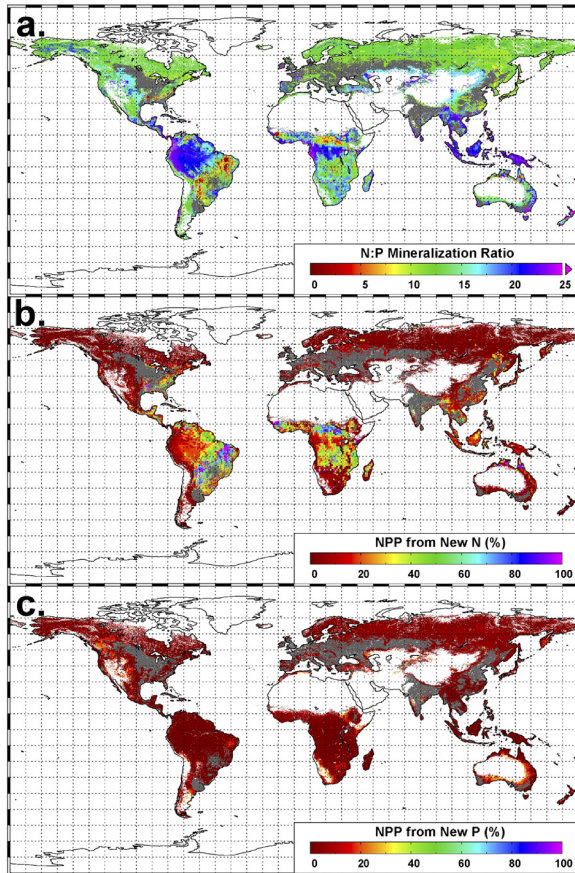 a.
N:P Mineralization Ratio
0 5 10 15 20 25
b.
NPP from New N (%)
0 20 40 60 80 100
c.
NPP from New P (%)
0 20 40 60 80 100